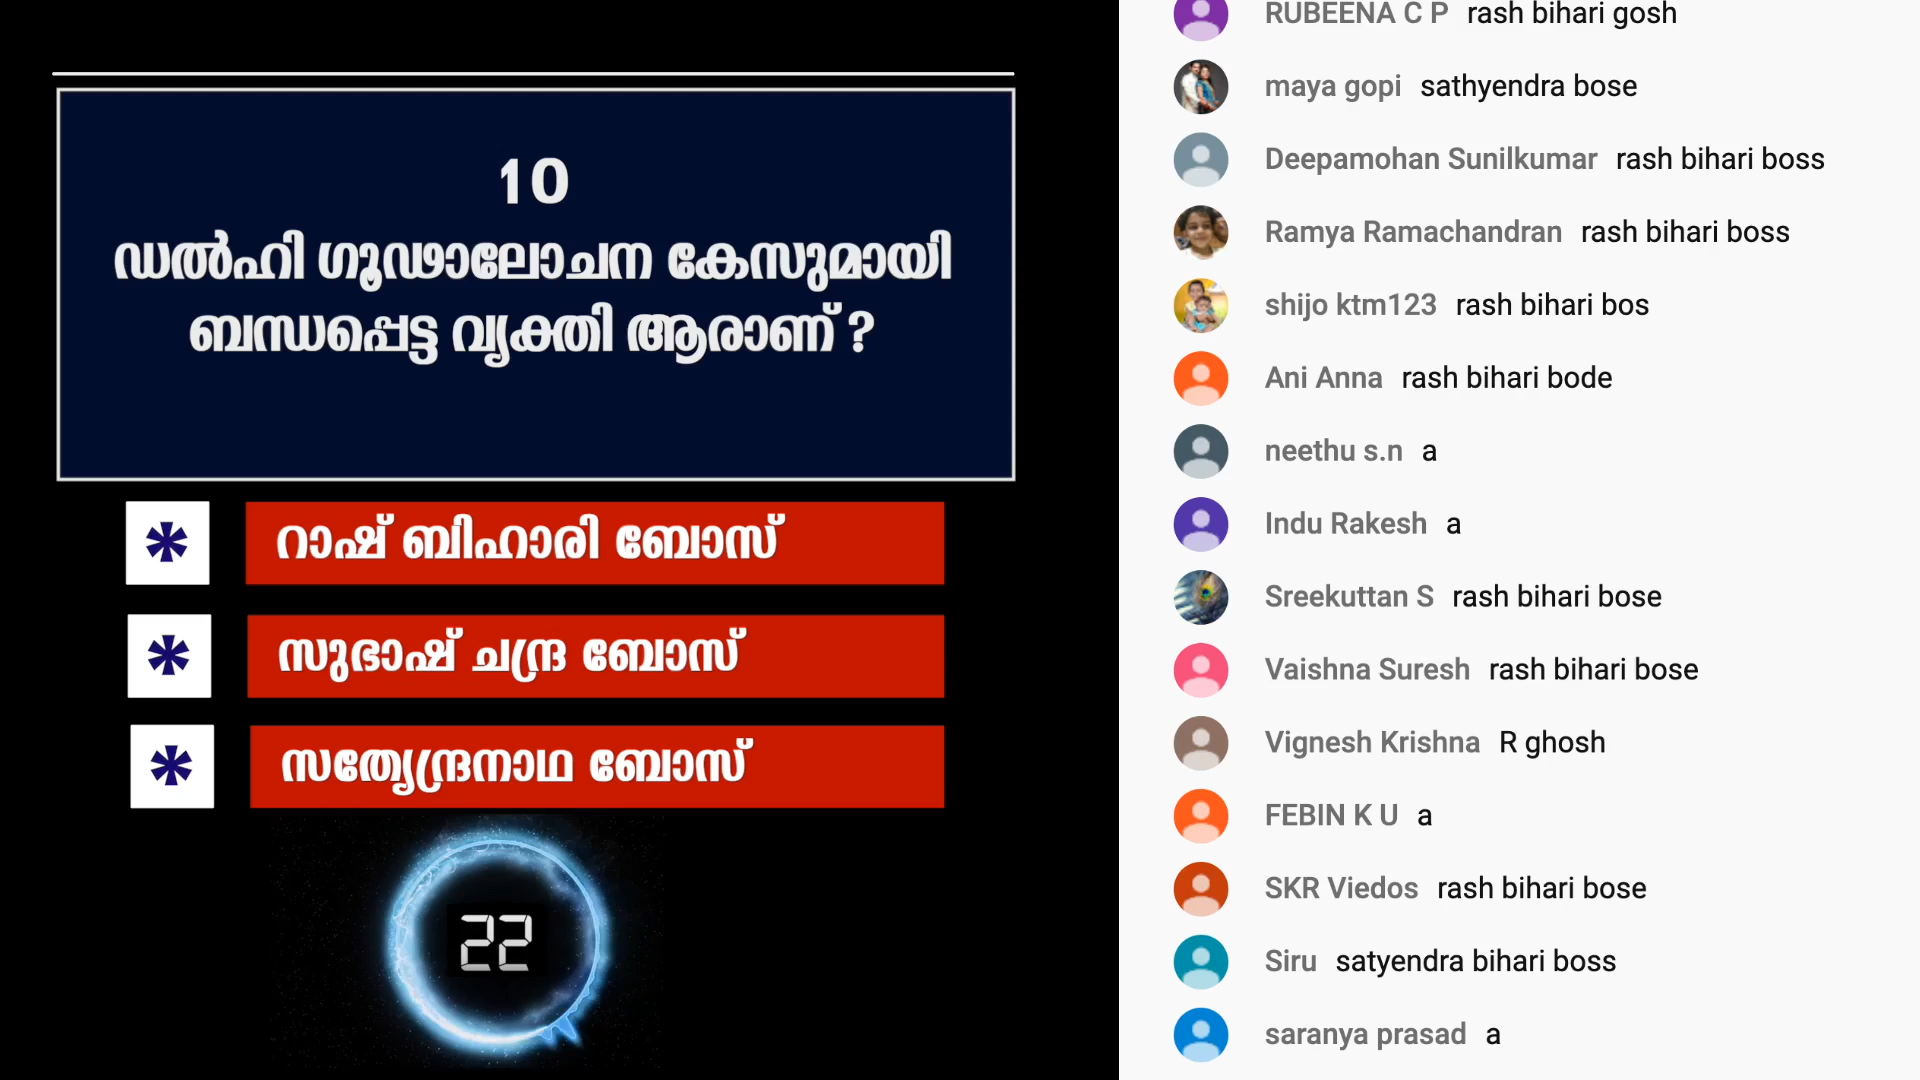 10
ഡൽഹി ഗൂഢാലോചന കേസുമായി
ബന്ധപ്പെട്ട വ്യക്തി ആരാണ് ?
* റാഷ് ബിഹാരി ബോസ്
* സുഭാഷ് ചന്ദ്ര ബോസ്
* സത്യേന്ദ്രനാഥ ബോസ്
22
RUBEENA C P rash bihari gosh
maya gopi sathyendra bose
Deepamohan Sunilkumar rash bihari boss
Ramya Ramachandran rash bihari boss
shijo ktm123 rash bihari bos
Ani Anna rash bihari bode
neethu s.n a
Indu Rakesh a
Sreekuttan S rash bihari bose
Vaishna Suresh rash bihari bose
Vignesh Krishna R ghosh
FEBIN K U a
SKR Viedos rash bihari bose
Siru satyendra bihari boss
saranya prasad a